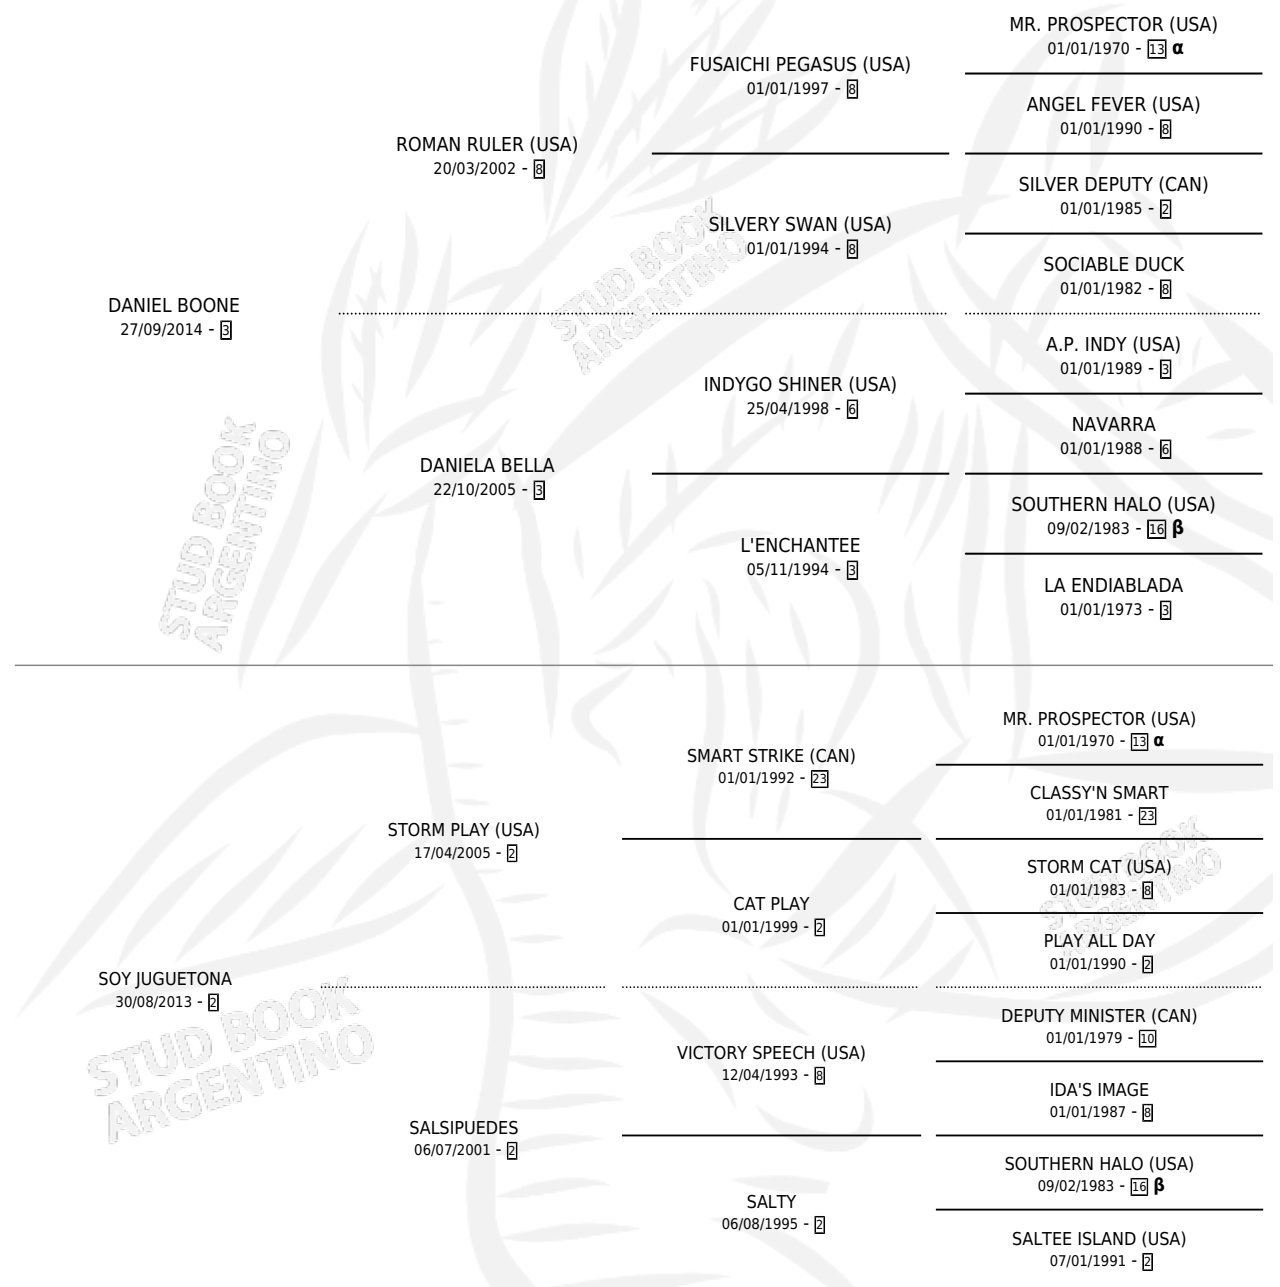 MR. PROSPECTOR (USA)
01/01/1970 - 13 α
FUSAICHI PEGASUS (USA)
01/01/1997 - 8
ANGEL FEVER (USA)
01/01/1990 - 8
ROMAN RULER (USA)
20/03/2002 - 8
SILVER DEPUTY (CAN)
01/01/1985 - 2
SILVERY SWAN (USA)
01/01/1994 - 8
SOCIABLE DUCK
01/01/1982 - 8
DANIEL BOONE
27/09/2014 - 3
A.P. INDY (USA)
01/01/1989 - 3
INDYGO SHINER (USA)
25/04/1998 - 6
NAVARRA
01/01/1988 - 6
DANIELA BELLA
22/10/2005 - 3
SOUTHERN HALO (USA)
09/02/1983 - 16 β
L'ENCHANTEE
05/11/1994 - 3
LA ENDIABLADA
01/01/1973 - 3
STUD BOOK
ARGENTINO
STUD BOOK
ARGENTINO
MR. PROSPECTOR (USA)
01/01/1970 - 13 α
SMART STRIKE (CAN)
01/01/1992 - 23
CLASSY'N SMART
01/01/1981 - 23
STORM PLAY (USA)
17/04/2005 - 2
STORM CAT (USA)
01/01/1983 - 8
CAT PLAY
01/01/1999 - 2
PLAY ALL DAY
01/01/1990 - 2
SOY JUGUETONA
30/08/2013 - 2
DEPUTY MINISTER (CAN)
01/01/1979 - 10
VICTORY SPEECH (USA)
12/04/1993 - 8
IDA'S IMAGE
01/01/1987 - 8
SALSIPUEDES
06/07/2001 - 2
SOUTHERN HALO (USA)
09/02/1983 - 16 β
SALTY
06/08/1995 - 2
SALTEE ISLAND (USA)
07/01/1991 - 2
STUD BOOK
ARGENTINO
STUD BOOK
ARGENTINO